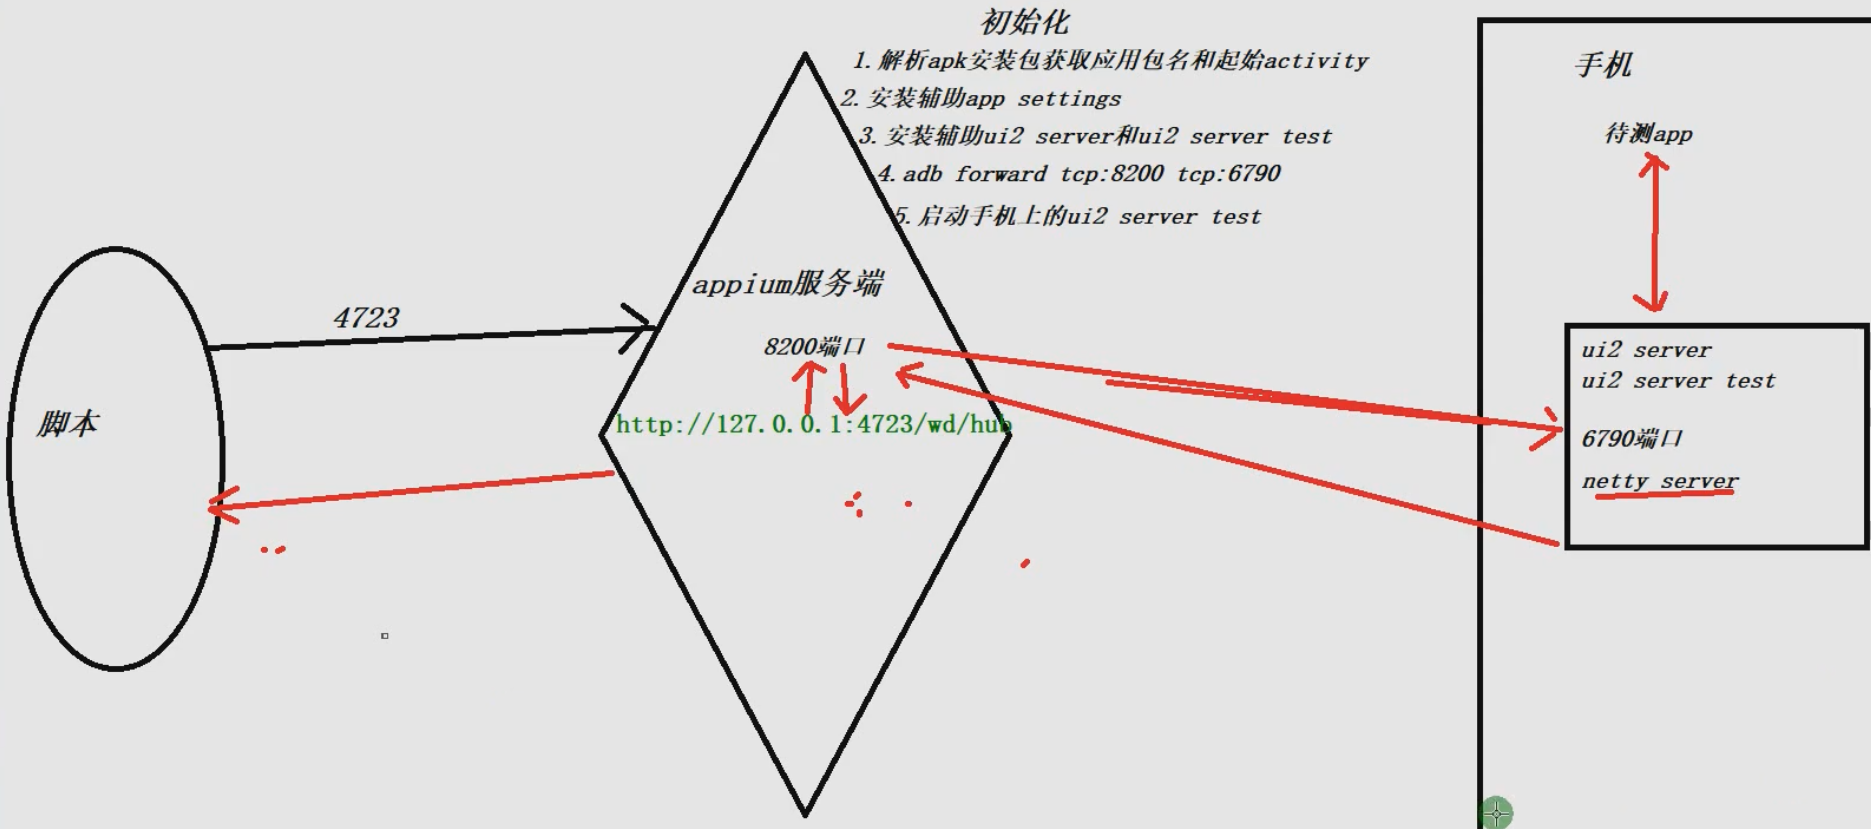 初始化
1.解析apk安装包获取应用包名和起始activity
2.安装辅助app settings
3.安装辅助ui2 server和ui2 server test
4.adb forward tcp:8200 tcp:6790
5.启动手机上的ui2 server test
脚本
4723
appium服务端
8200端口
http://127.0.0.1:4723/wd/hub
手机
待测app
ui2 server
ui2 server test
6790端口
netty server